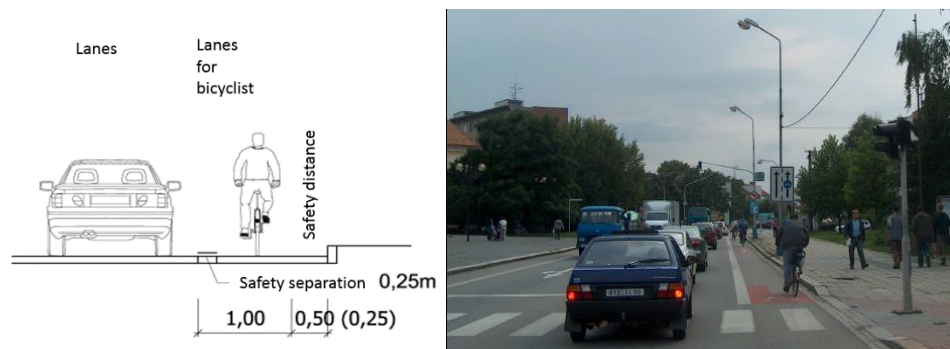 Lanes
Lanes
for
bicyclist
Safety distance
Safety separation 0,25m
1,00 0,50 (0,25)